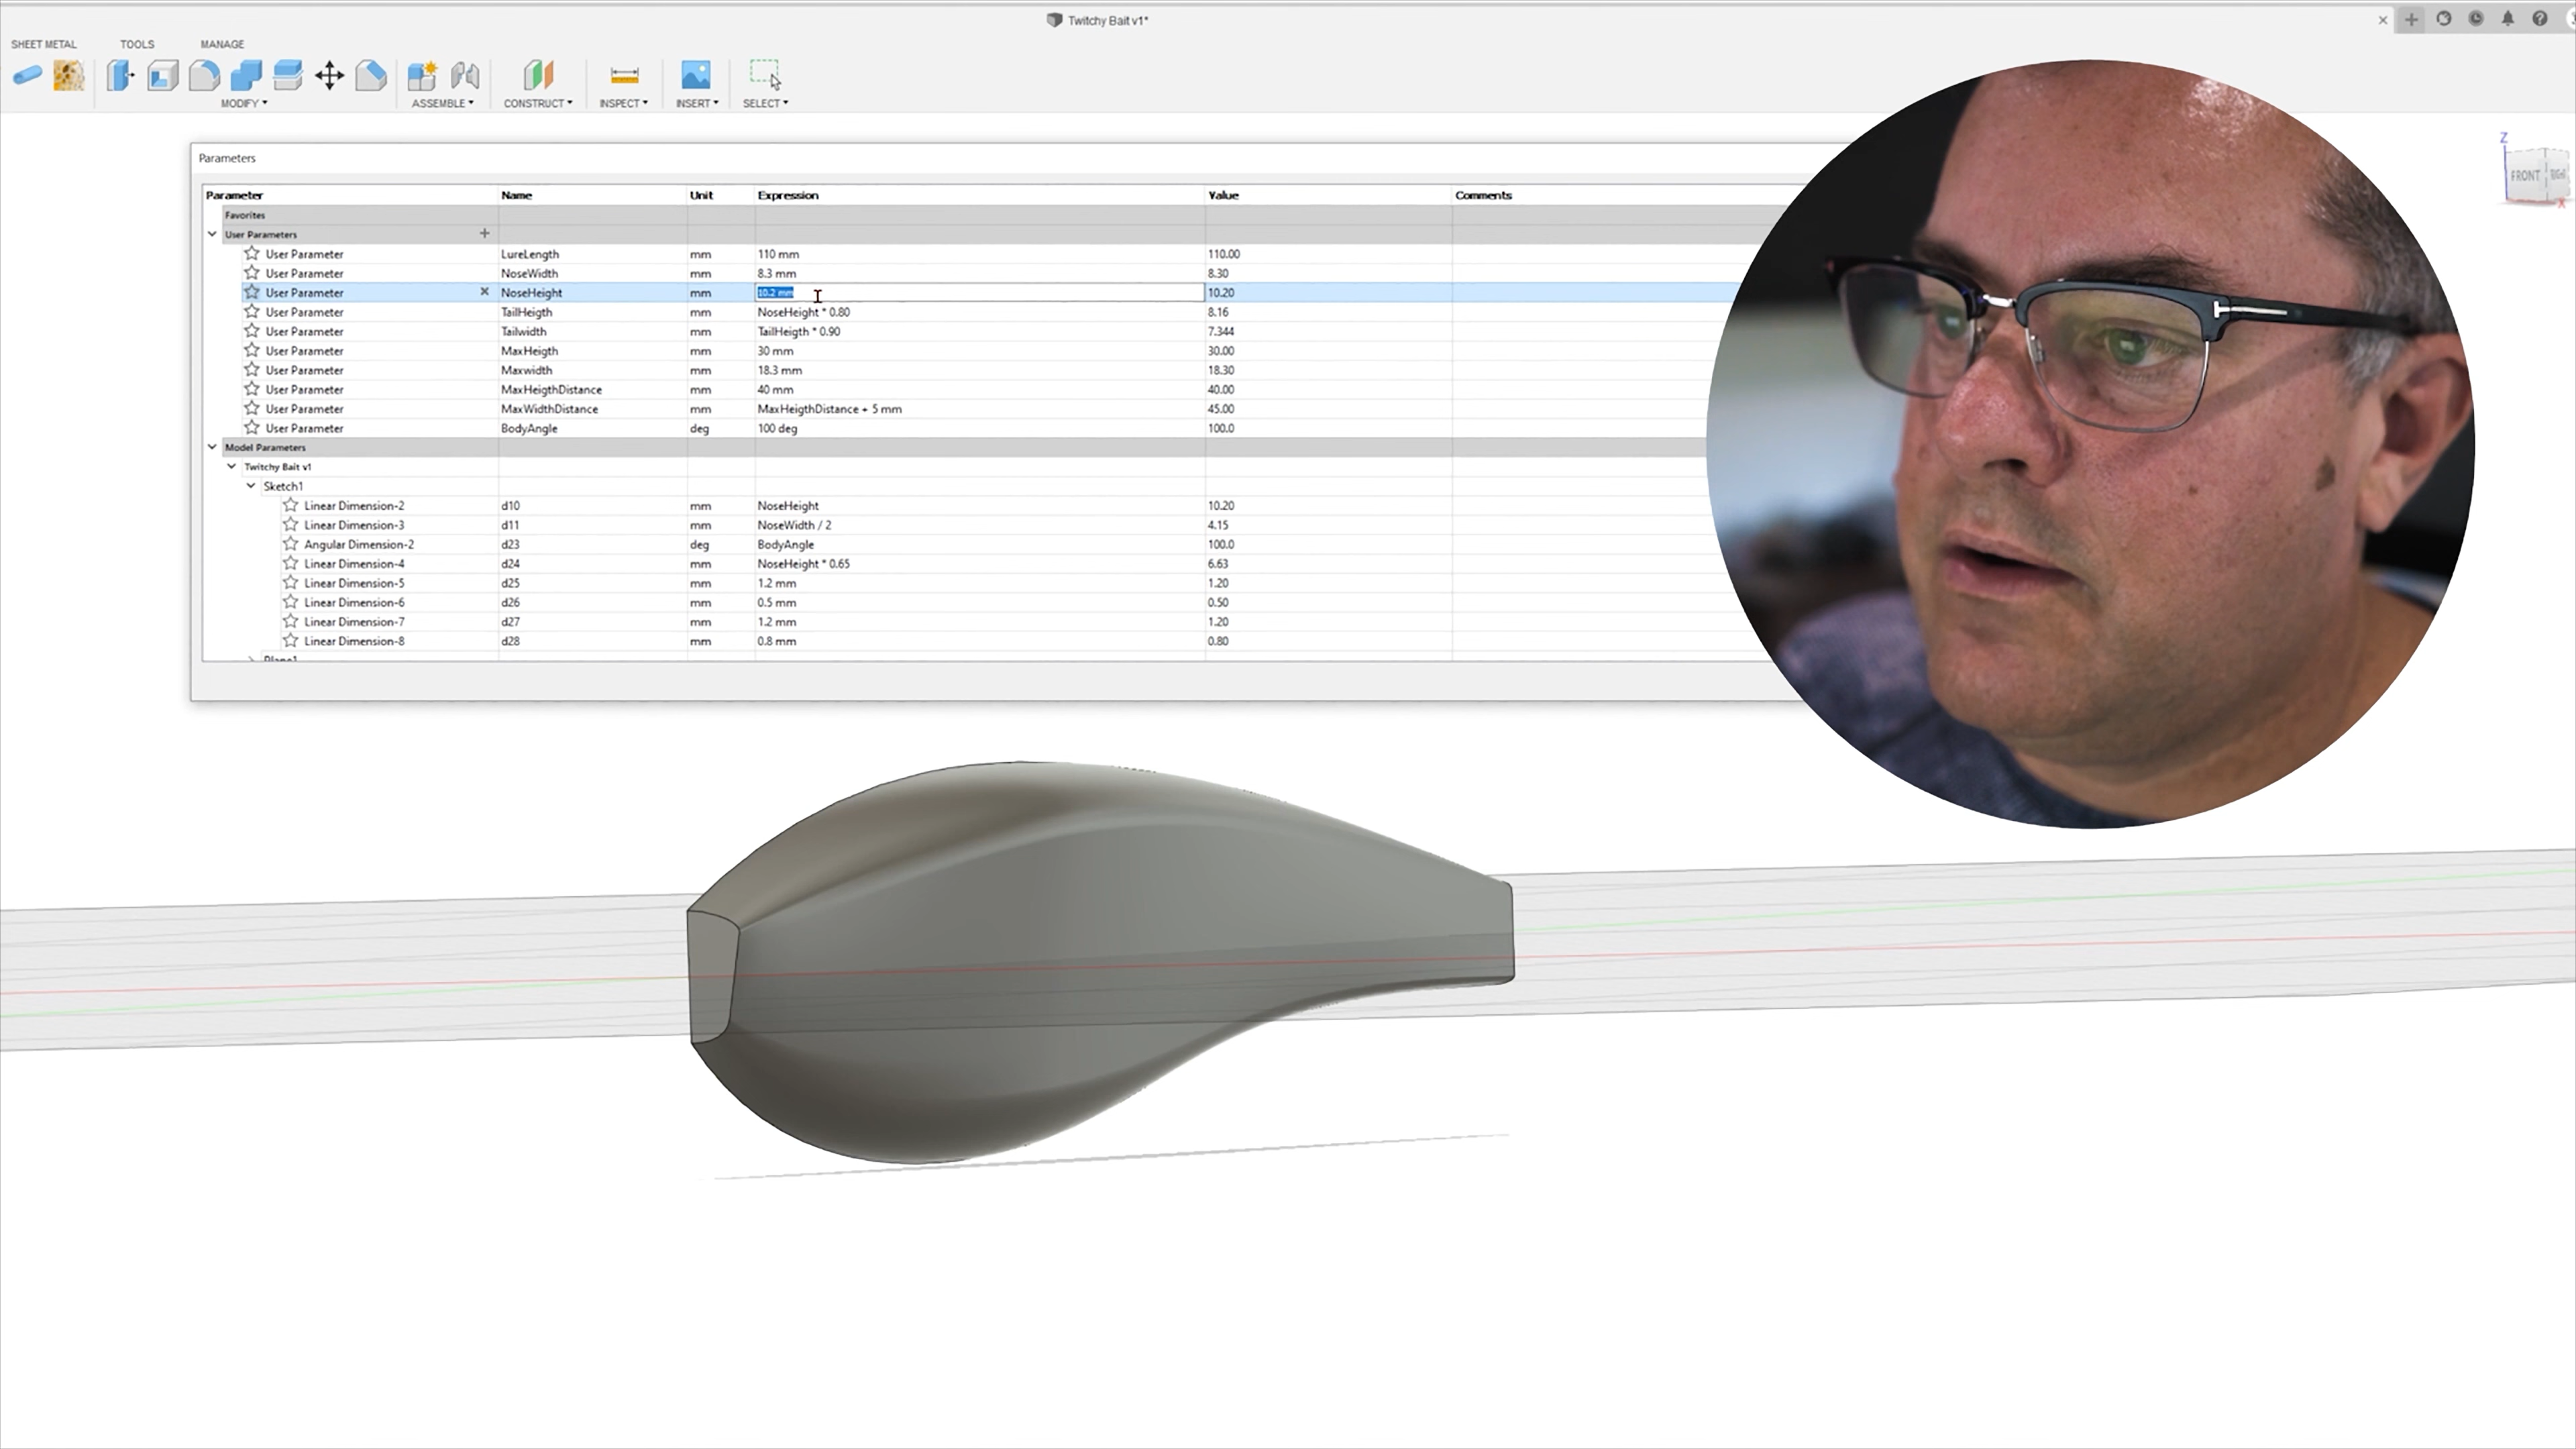 Twitchy Bait v1*
SHEET METAL TOOLS MANAGE
MODIFY ASSEMBLE CONSTRUCT INSPECT INSERT SELECT
Z
FRONT RIGHT
X
Parameters
Parameter Name Unit Expression Value Comments
Favorites
User Parameters
User Parameter LureLength mm 110 mm 110.00
User Parameter NoseWidth mm 8.3 mm 8.30
User Parameter NoseHeight mm 10.2 mm 10.20
User Parameter TailHeigth mm NoseHeight * 0.80 8.16
User Parameter Tailwidth mm TailHeigth * 0.90 7.344
User Parameter MaxHeigth mm 30 mm 30.00
User Parameter Maxwidth mm 18.3 mm 18.30
User Parameter MaxHeigthDistance mm 40 mm 40.00
User Parameter MaxWidthDistance mm MaxHeigthDistance + 5 mm 45.00
User Parameter BodyAngle deg 100 deg 100.0
Model Parameters
Twitchy Bait v1
Sketch1
Linear Dimension-2 d10 mm NoseHeight 10.20
Linear Dimension-3 d11 mm NoseWidth / 2 4.15
Angular Dimension-2 d23 deg BodyAngle 100.0
Linear Dimension-4 d24 mm NoseHeight * 0.65 6.63
Linear Dimension-5 d25 mm 1.2 mm 1.20
Linear Dimension-6 d26 mm 0.5 mm 0.50
Linear Dimension-7 d27 mm 1.2 mm 1.20
Linear Dimension-8 d28 mm 0.8 mm 0.80
Plane1